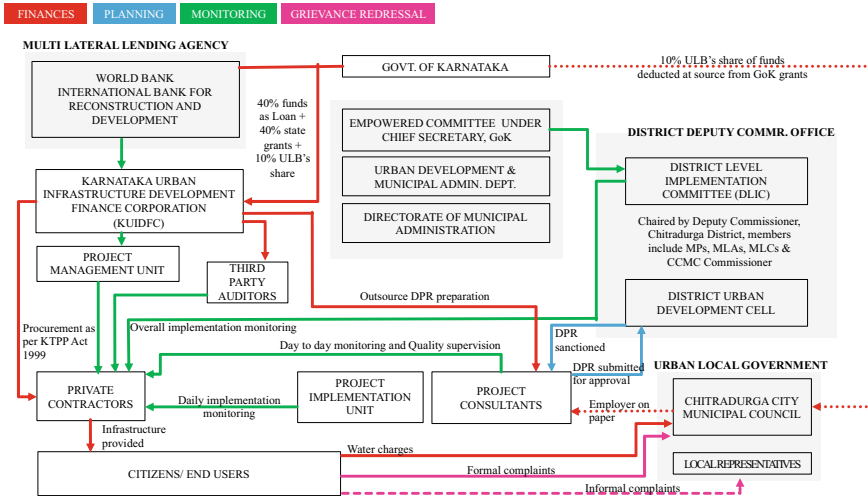 FINANCES
PLANNING
MONITORING
GRIEVANCE REDRESSAL
MULTI LATERAL LENDING AGENCY
WORLD BANK
INTERNATIONAL BANK FOR
RECONSTRUCTION AND
DEVELOPMENT
GOVT. OF KARNATAKA
10% ULB's share of funds
deducted at source from GoK grants
40% funds
as Loan +
40% state
grants +
10% ULB's
share
EMPOWERED COMMITTEE UNDER
CHIEF SECRETARY, GoK
URBAN DEVELOPMENT &
MUNICIPAL ADMIN. DEPT.
DIRECTORATE OF MUNICIPAL
ADMINISTRATION
DISTRICT DEPUTY COMMR. OFFICE
DISTRICT LEVEL
IMPLEMENTATION
COMMITTEE (DLIC)
Chaired by Deputy Commissioner,
Chitradurga District, members
include MPs, MLAs, MLCs &
CCMC Commissioner
DISTRICT URBAN
DEVELOPMENT CELL
KARNATAKA URBAN
INFRASTRUCTURE DEVELOPMENT
FINANCE CORPORATION
(KUIDFC)
PROJECT
MANAGEMENT UNIT
THIRD
PARTY
AUDITORS
Outsource DPR preparation
Procurement as
per KTPP Act
1999
Overall implementation monitoring
DPR
sanctioned
Day to day monitoring and Quality supervision
DPR submitted
for approval
URBAN LOCAL GOVERNMENT
PRIVATE
CONTRACTORS
Daily implementation
monitoring
PROJECT
IMPLEMENTATION
UNIT
PROJECT
CONSULTANTS
Employer on
paper
CHITRADURGA CITY
MUNICIPAL COUNCIL
Infrastructure
provided
Water charges
CITIZENS/ END USERS
Formal complaints
LOCAL REPRESENTATIVES
Informal complaints